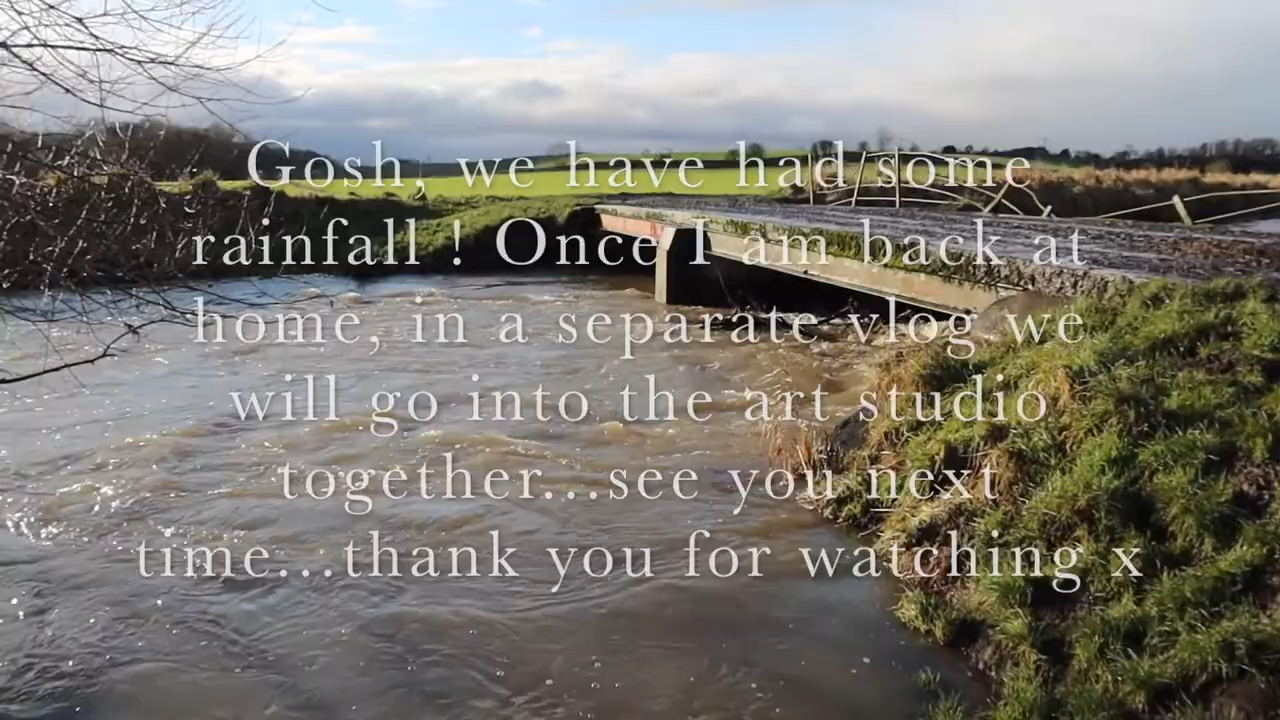 Gosh, we have had some
rainfall ! Once I am back at
home, in a separate vlog we
will go into the art studio
together...see you next
time...thank you for watching x